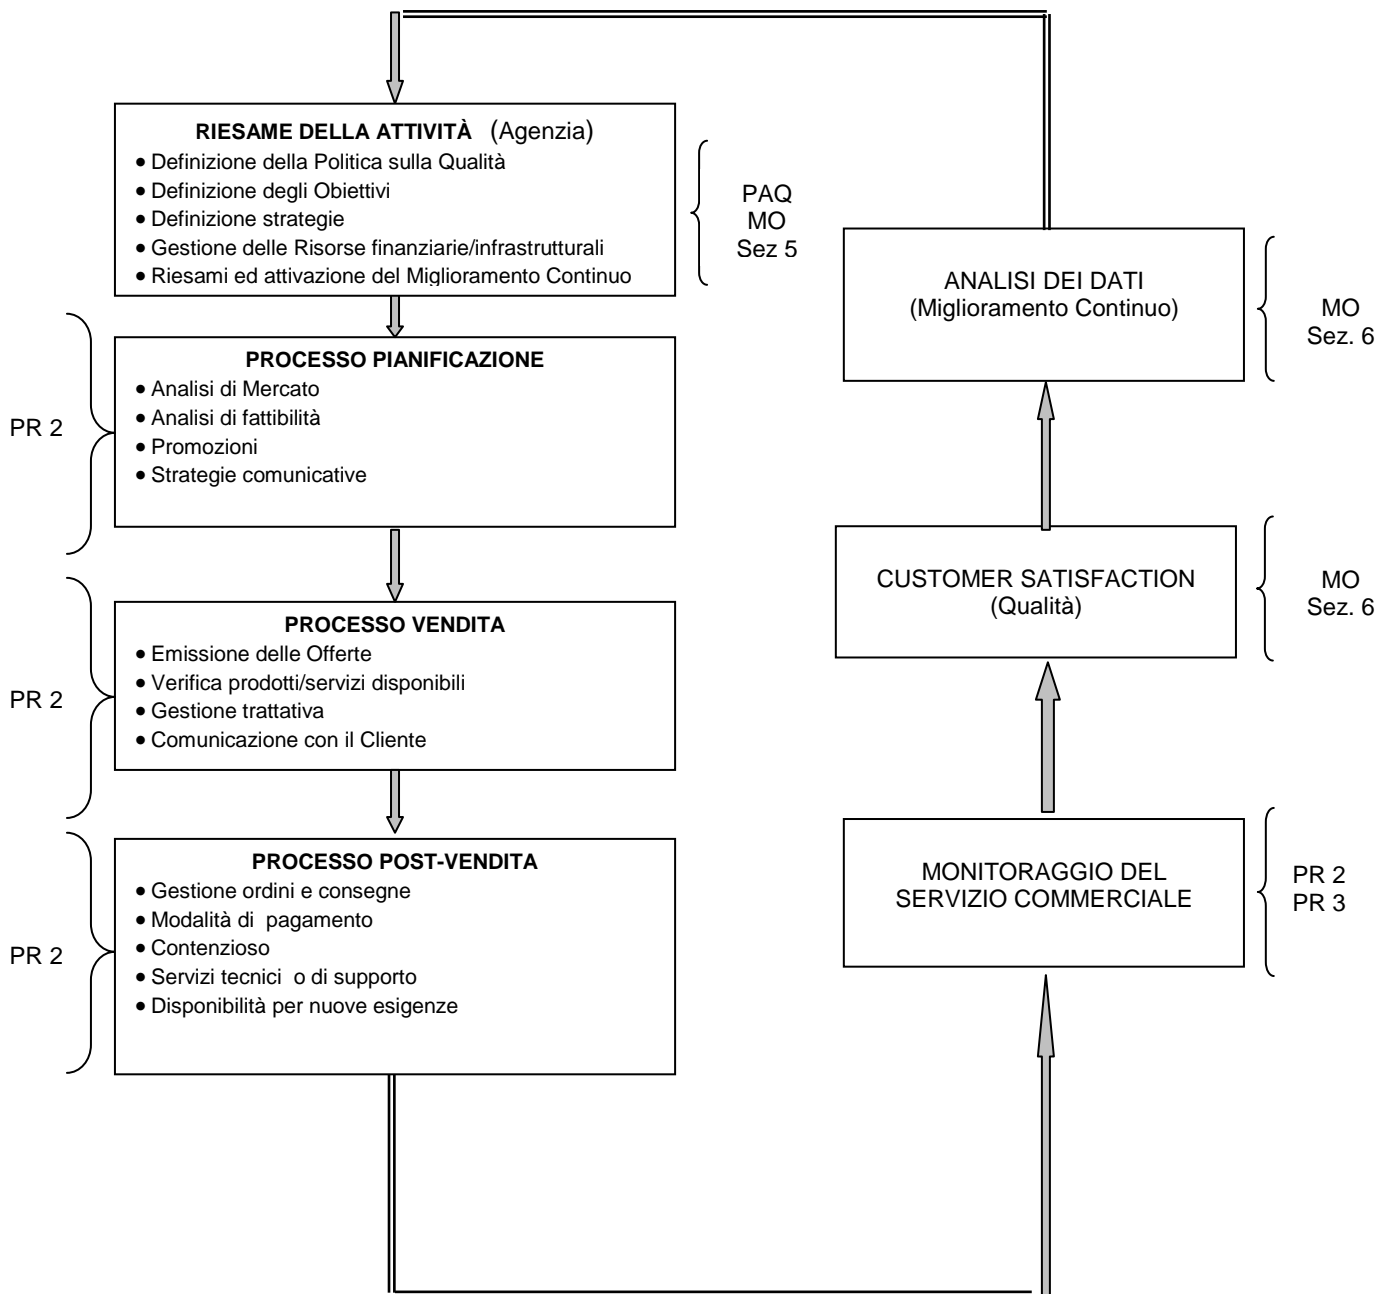 RIESAME DELLA ATTIVITÀ (Agenzia)
• Definizione della Politica sulla Qualità
• Definizione degli Obiettivi
• Definizione strategie
• Gestione delle Risorse finanziarie/infrastrutturali
• Riesami ed attivazione del Miglioramento Continuo
PAQ
MO
Sez 5
PR 2
PROCESSO PIANIFICAZIONE
• Analisi di Mercato
• Analisi di fattibilità
• Promozioni
• Strategie comunicative
PR 2
PROCESSO VENDITA
• Emissione delle Offerte
• Verifica prodotti/servizi disponibili
• Gestione trattativa
• Comunicazione con il Cliente
PR 2
PROCESSO POST-VENDITA
• Gestione ordini e consegne
• Modalità di pagamento
• Contenzioso
• Servizi tecnici o di supporto
• Disponibilità per nuove esigenze
ANALISI DEI DATI
(Miglioramento Continuo)
MO
Sez. 6
CUSTOMER SATISFACTION
(Qualità)
MO
Sez. 6
MONITORAGGIO DEL
SERVIZIO COMMERCIALE
PR 2
PR 3